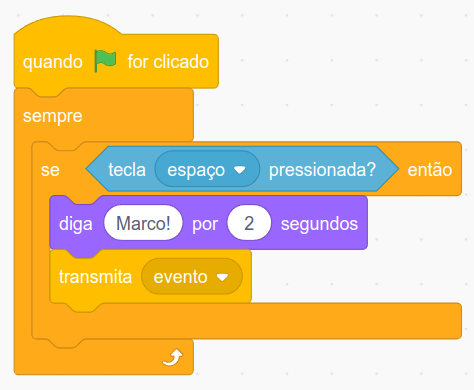 quando for clicado
sempre
se tecla espaço pressionada? então
diga Marco! por 2 segundos
transmita evento